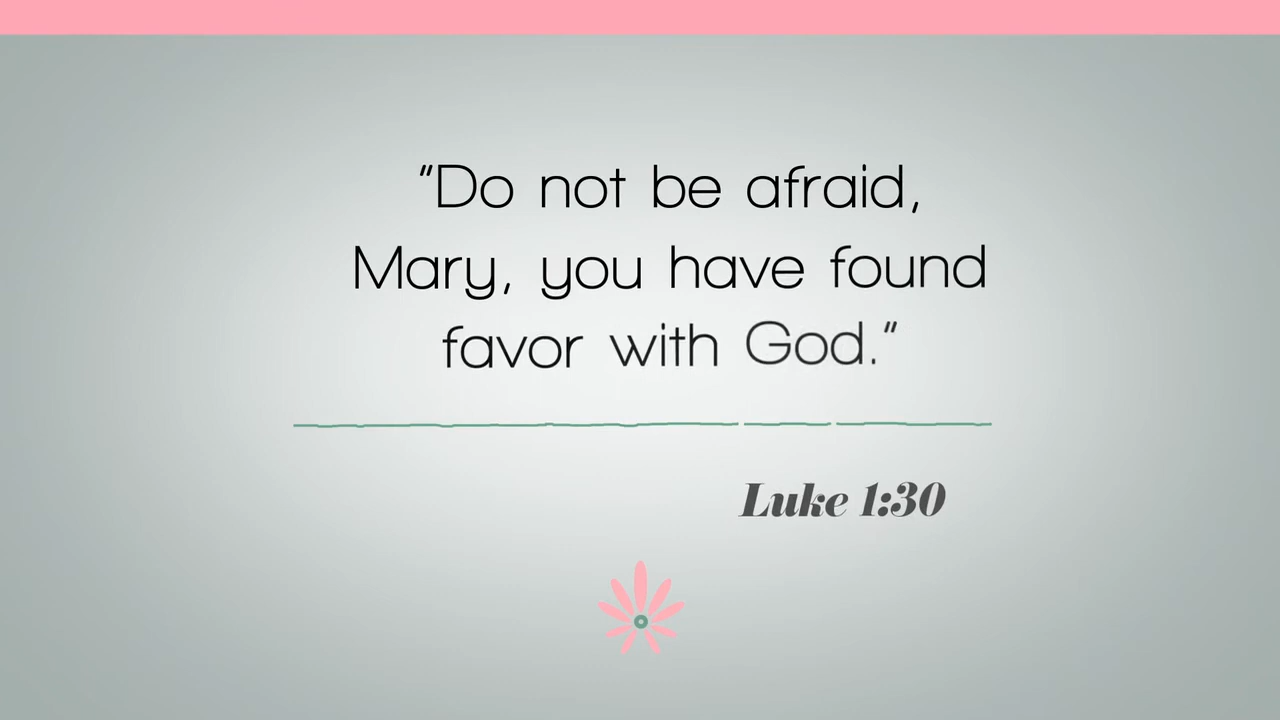 "Do not be afraid,
Mary, you have found
favor with God."
Luke 1:30